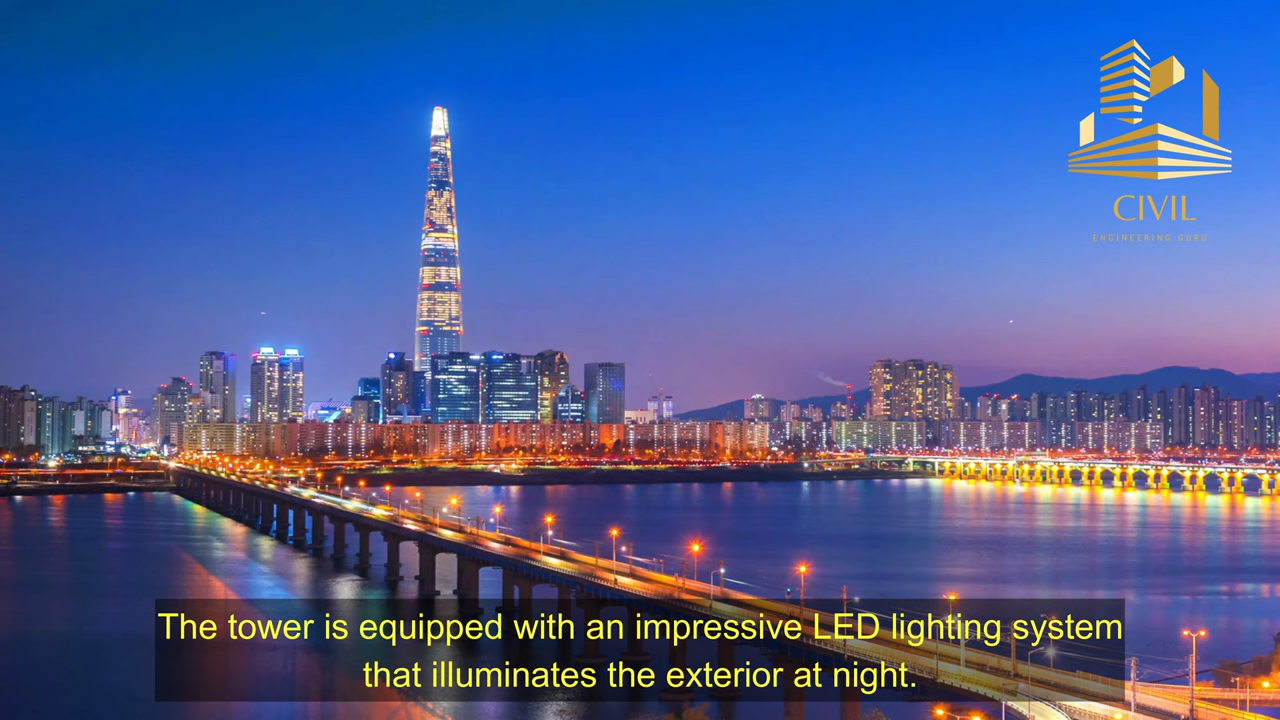 CIVIL
ENGINEERING GURU
The tower is equipped with an impressive LED lighting system
that illuminates the exterior at night.